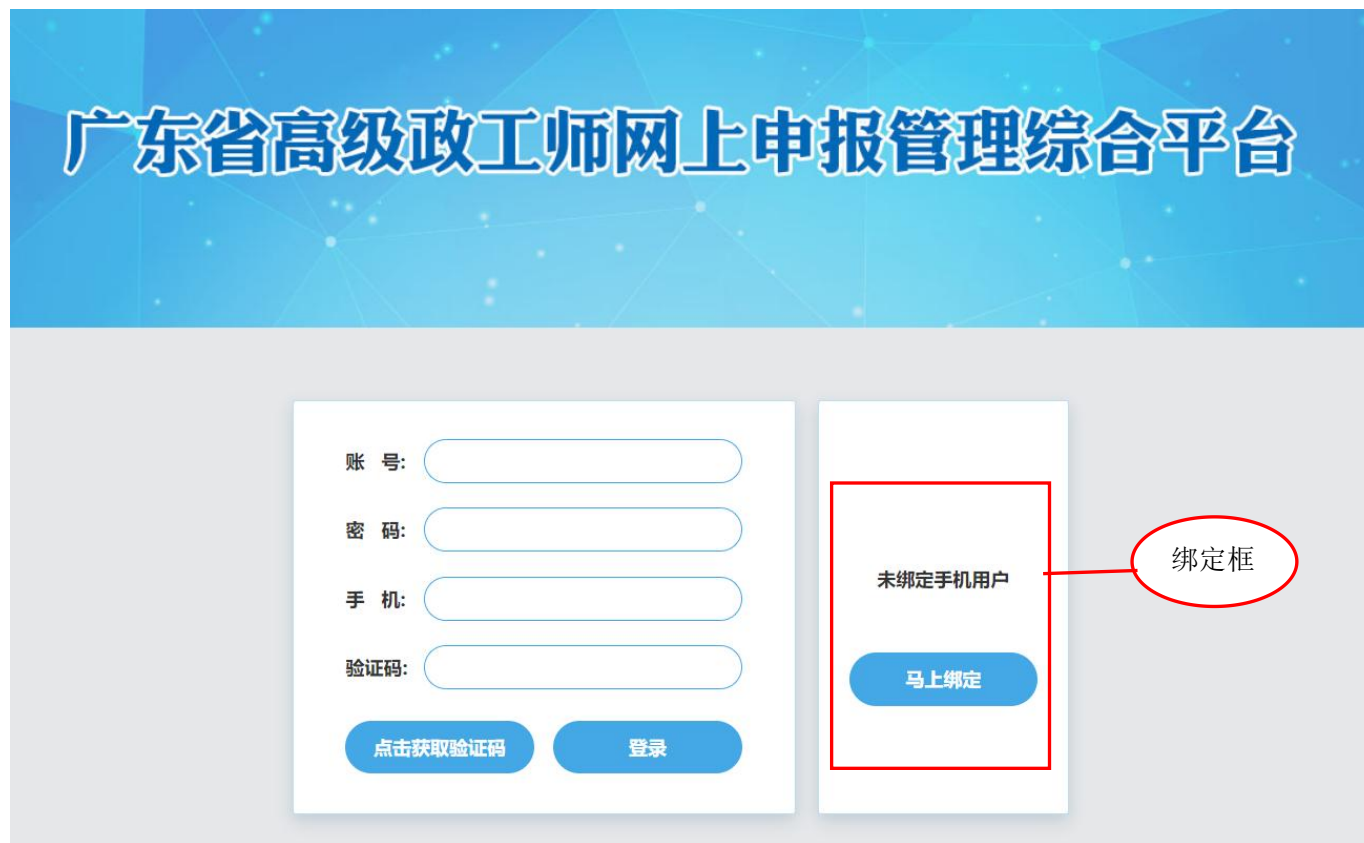 广东省高级政工师网上申报管理综合平台
账 号:
密 码:
手 机:
验证码:
点击获取验证码
登录
未绑定手机用户
马上绑定
绑定框